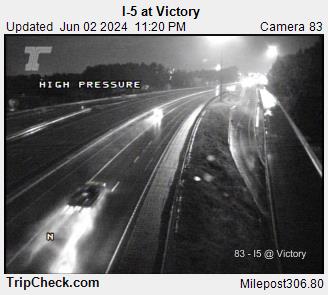 I-5 at Victory
Updated Jun 02 2024 11:20 PM Camera 83
T
HIGH PRESSURE
N
83 - I5 @ Victory
TripCheck.com Milepost306.80